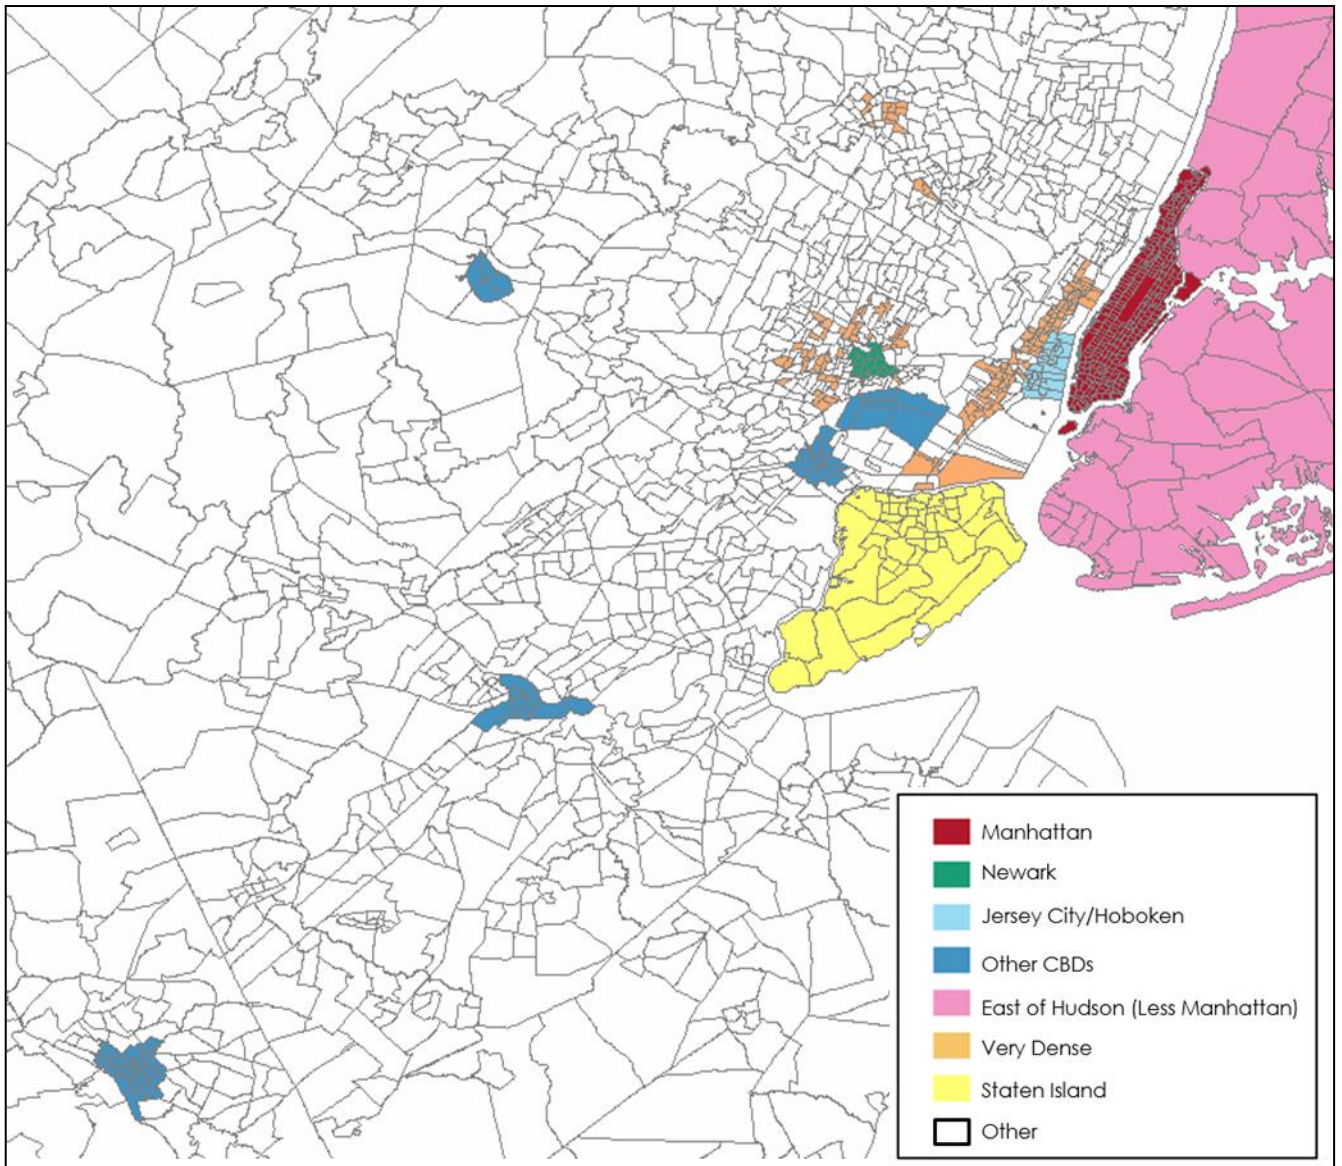 Manhattan
Newark
Jersey City/Hoboken
Other CBDs
East of Hudson (Less Manhattan)
Very Dense
Staten Island
Other